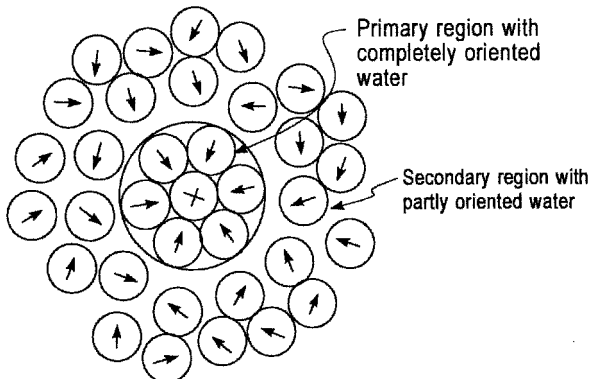 Primary region with
completely oriented
water
Secondary region with
partly oriented water
+